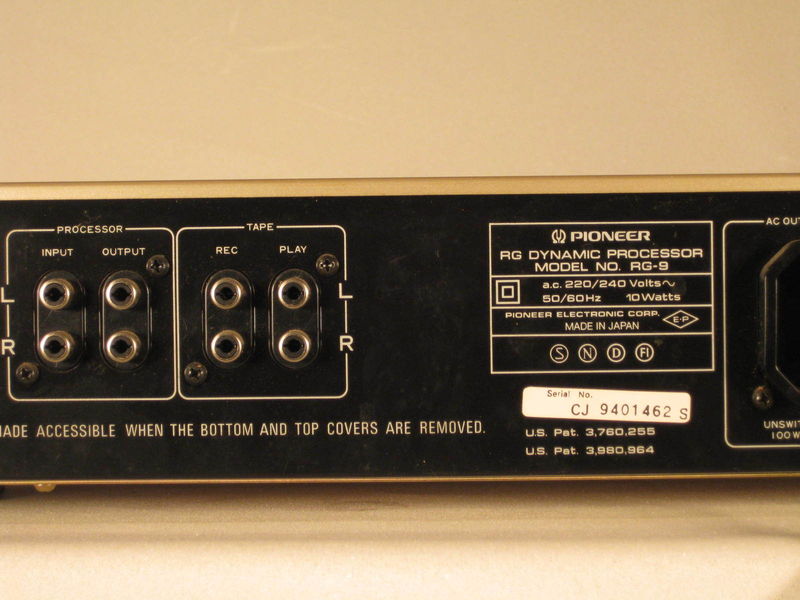 PROCESSOR
INPUT OUTPUT
L
R
TAPE
REC PLAY
L
R
PIONEER
RG DYNAMIC PROCESSOR
MODEL NO. RG-9
a.c. 220/240 Volts~
50/60Hz 10Watts
PIONEER ELECTRONIC CORP.
MADE IN JAPAN
E·P
S N D FI
Serial No.
CJ 9401462 S
U.S. Pat. 3,760,255
U.S. Pat. 3,980,964
MADE ACCESSIBLE WHEN THE BOTTOM AND TOP COVERS ARE REMOVED.
AC OUT
UNSWIT
100W